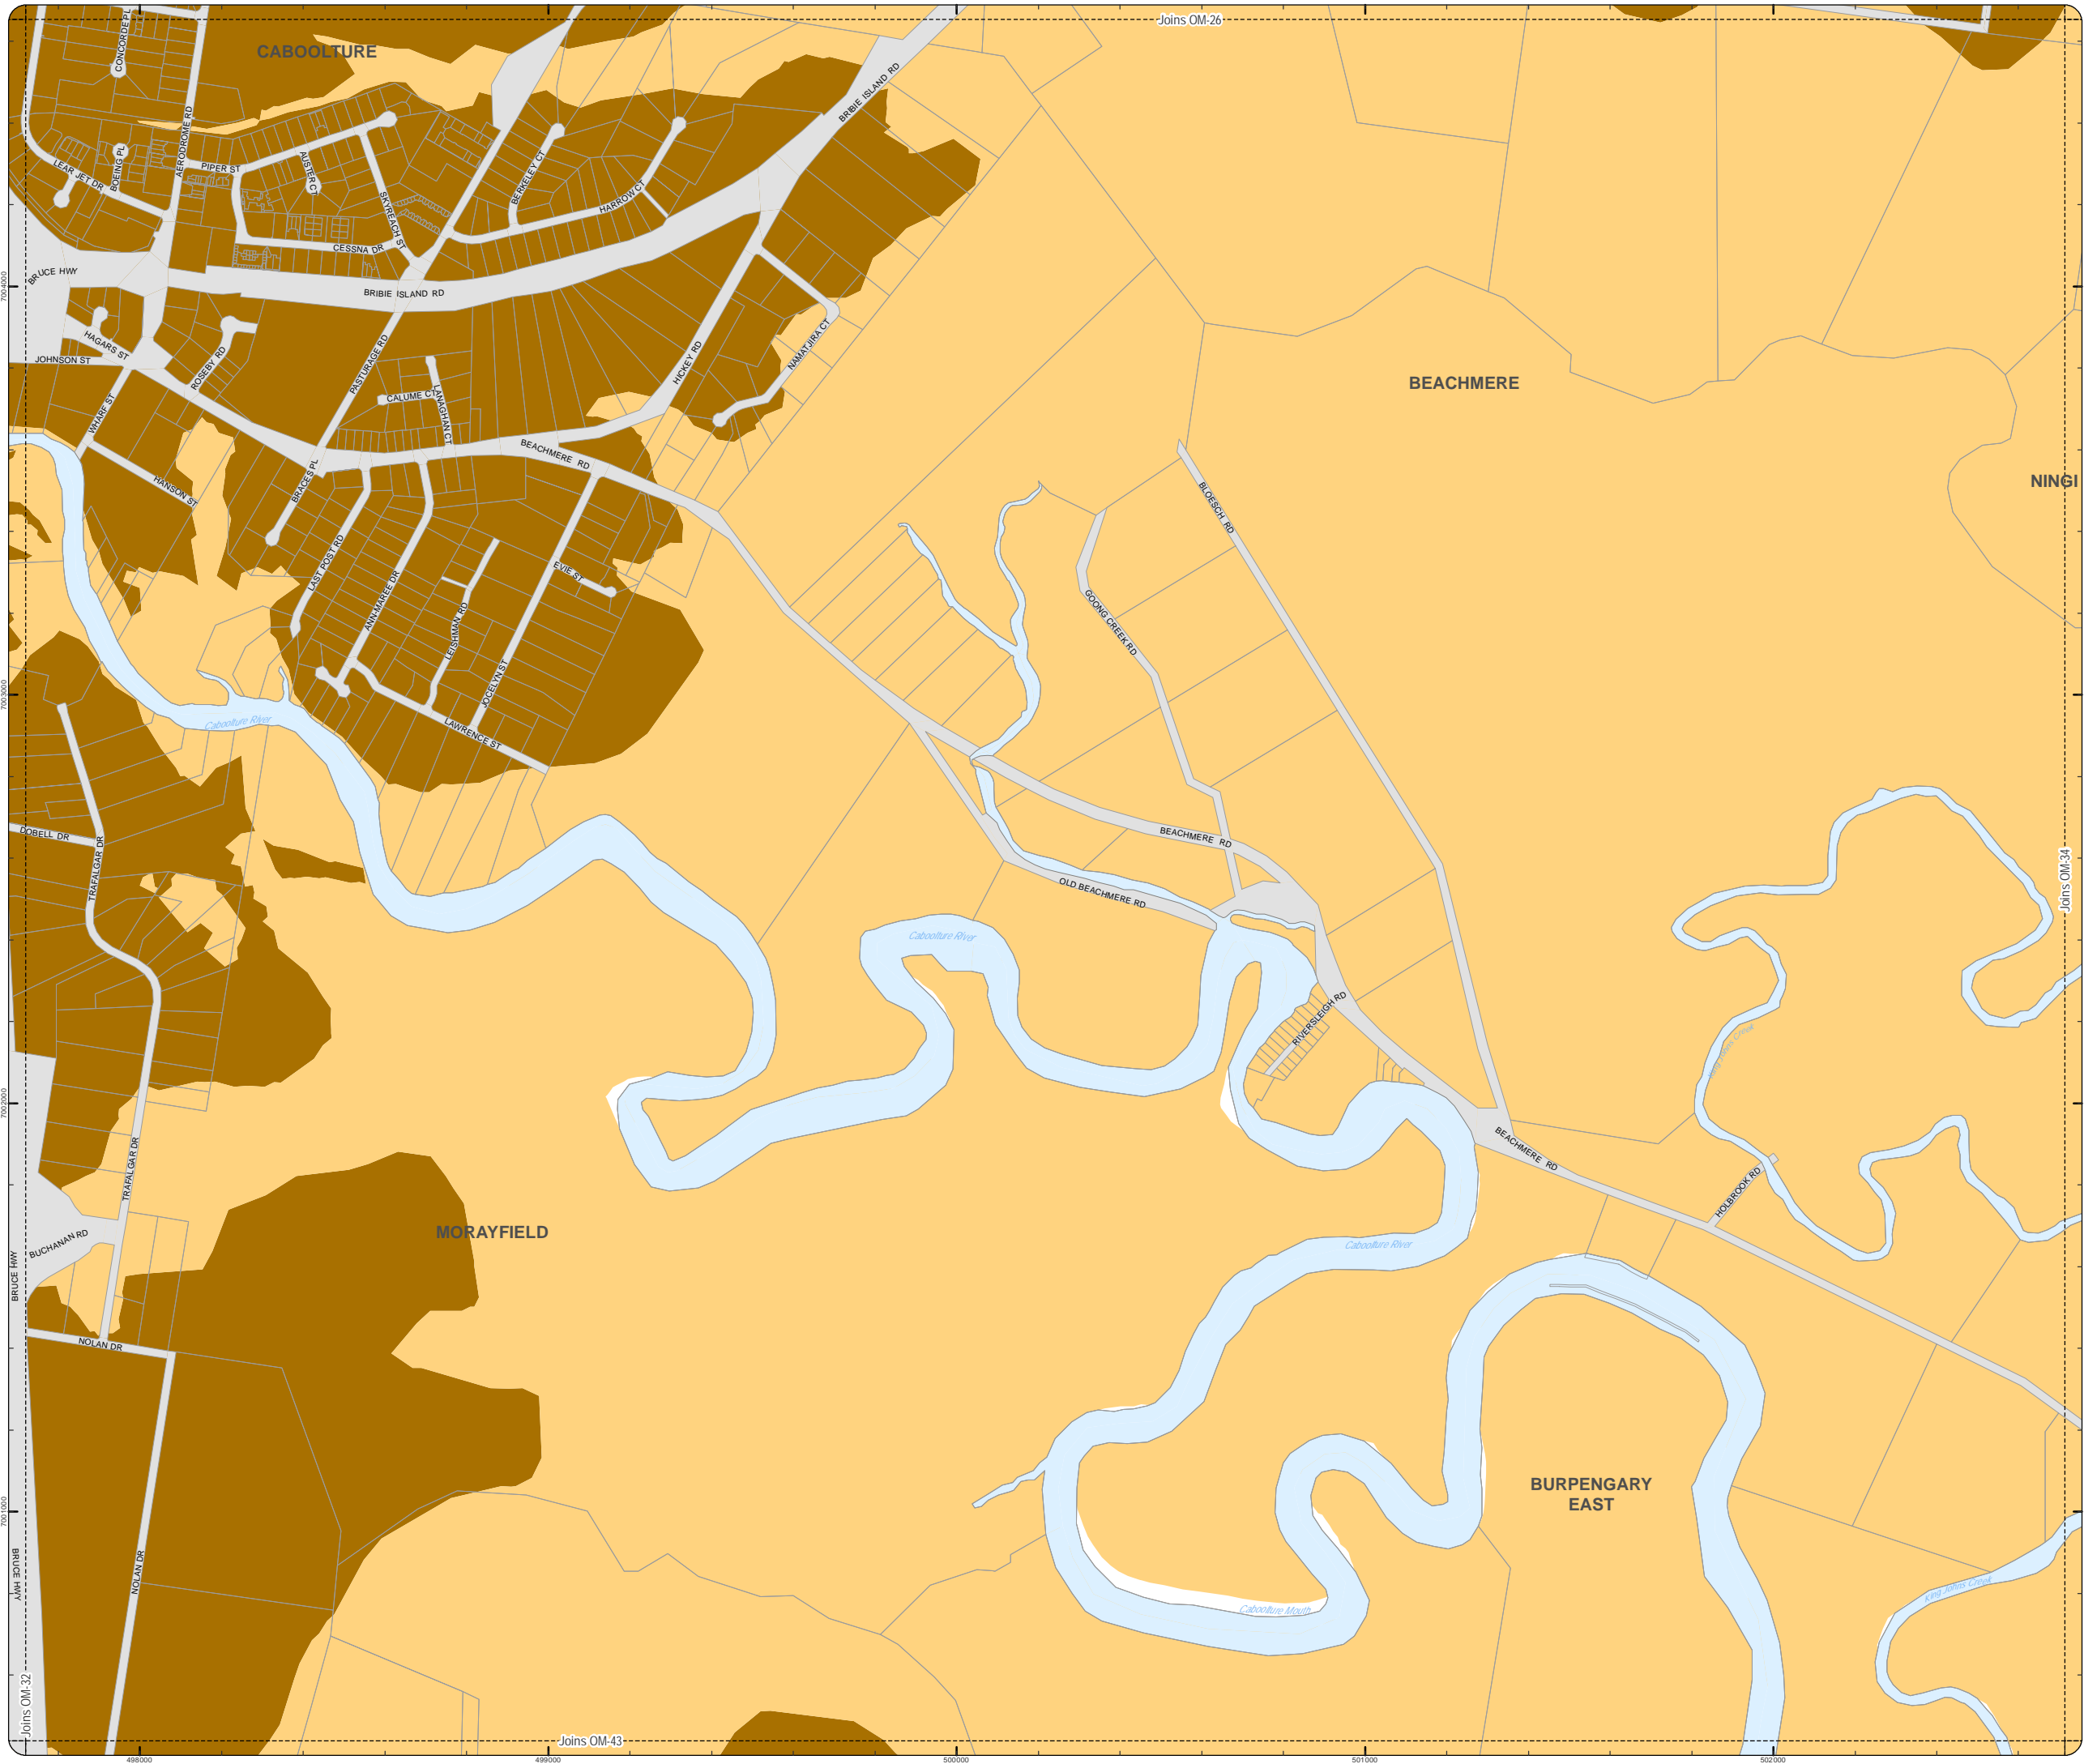 Joins OM-26
CABOOLTURE
CONCORDE PL
AERODROME RD
BRIBIE ISLAND RD
LEAR JET DR
BOEING PL
PIPER ST
AUSTER CT
SKYREACH ST
BERKELEY CT
HARROW CT
CESSNA DR
BRUCE HWY
BRIBIE ISLAND RD
7004000
HAGARS ST
JOHNSON ST
ROSEBY RD
PASTURAGE RD
HICKEY RD
NAMATJIRA CT
CALUME CT
LANAGHAN CT
WHARF ST
BEACHMERE
BEACHMERE RD
HANSON ST
BRACES PL
BLOESCH RD
NINGI
LAST POST RD
ANN-MAREE DR
EVIE ST
LEISHMAN RD
JOCELYN ST
GOONG CREEK RD
7003000
Caboolture River
LAWRENCE ST
DOBELL DR
TRAFALGAR DR
BEACHMERE RD
OLD BEACHMERE RD
Joins OM-34
Caboolture River
RIVERSLEIGH RD
7002000
BEACHMERE RD
HOLBROOK RD
TRAFALGAR DR
MORAYFIELD
BUCHANAN RD
BRUCE HWY
Caboolture River
NOLAN DR
BURPENGARY
EAST
7001000
BRUCE HWY
NOLAN DR
King Johns Creek
Caboolture Mouth
Joins OM-32
Joins OM-43
498000
499000
500000
501000
502000